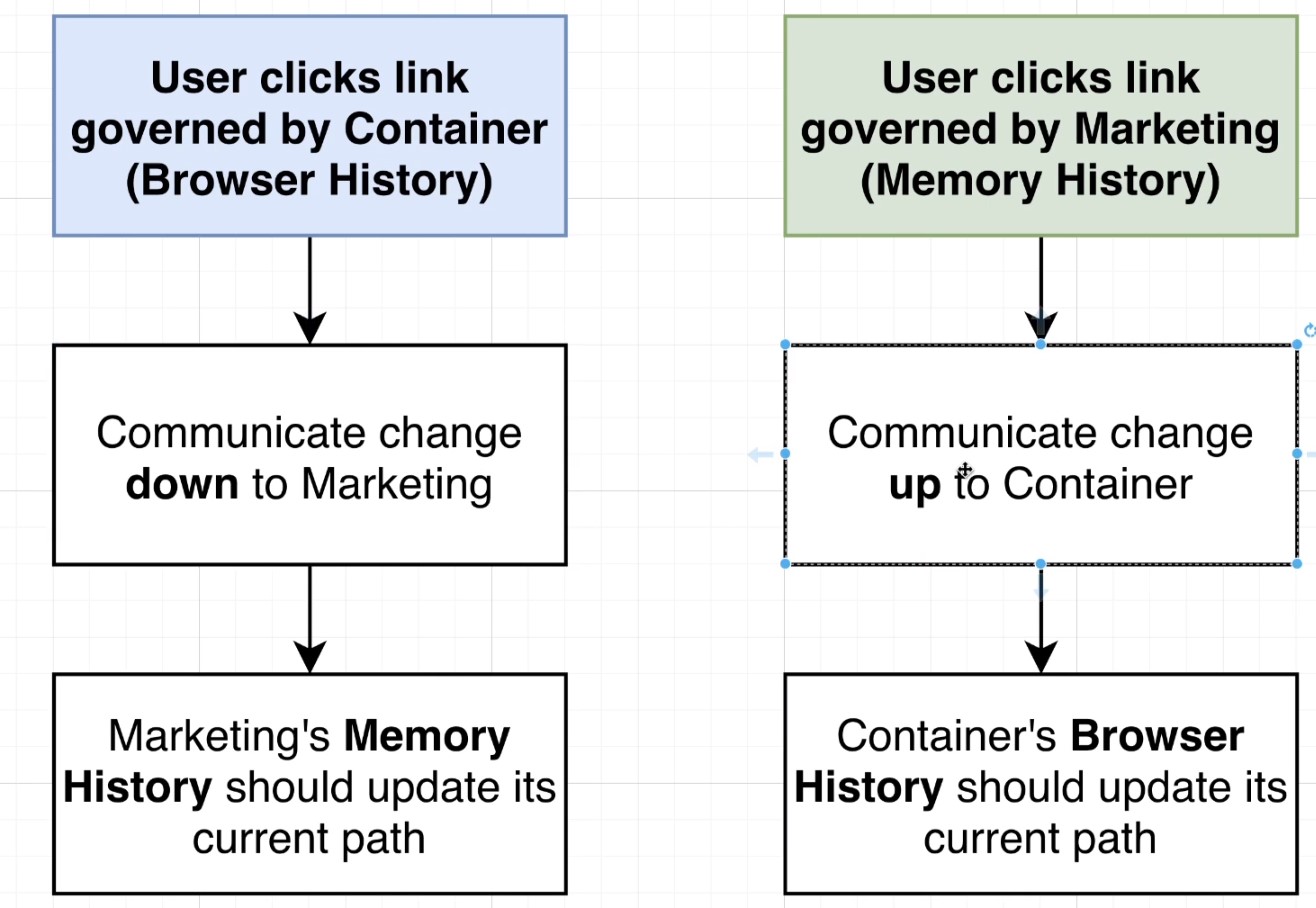 User clicks link
governed by Container
(Browser History)
Communicate change
down to Marketing
Marketing's Memory
History should update its
current path
User clicks link
governed by Marketing
(Memory History)
Communicate change
up to Container
Container's Browser
History should update its
current path